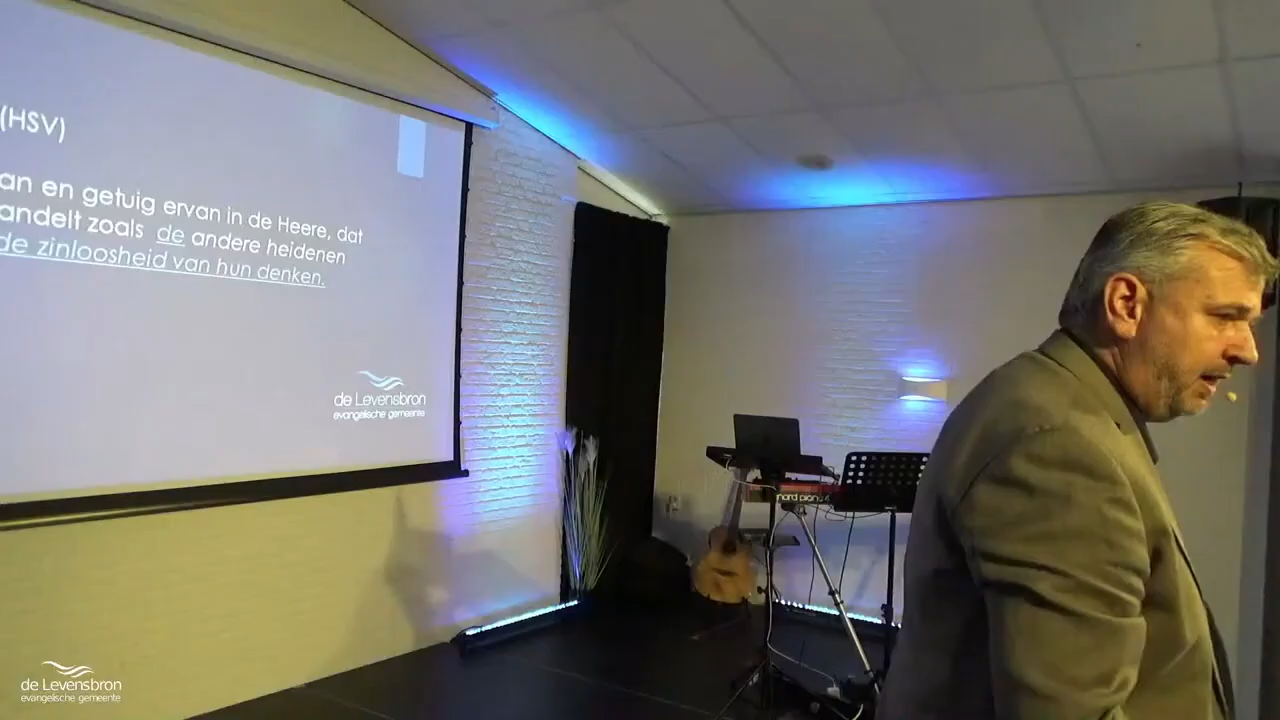 (HSV)
an en getuig ervan in de Heere, dat
andelt zoals de andere heidenen
de zinloosheid van hun denken.
de Levensbron
evangelische gemeente
nord piano 4
de Levensbron
evangelische gemeente